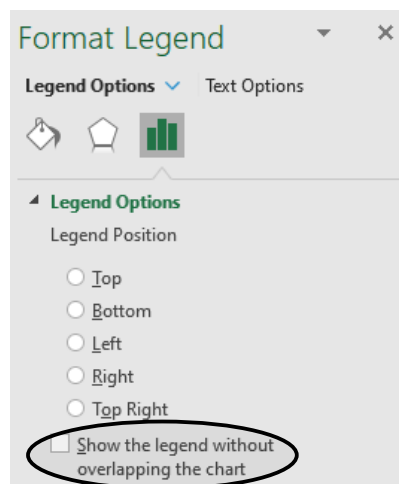 Format Legend
Legend Options Text Options
Legend Options
Legend Position
Top
Bottom
Left
Right
Top Right
Show the legend without
overlapping the chart